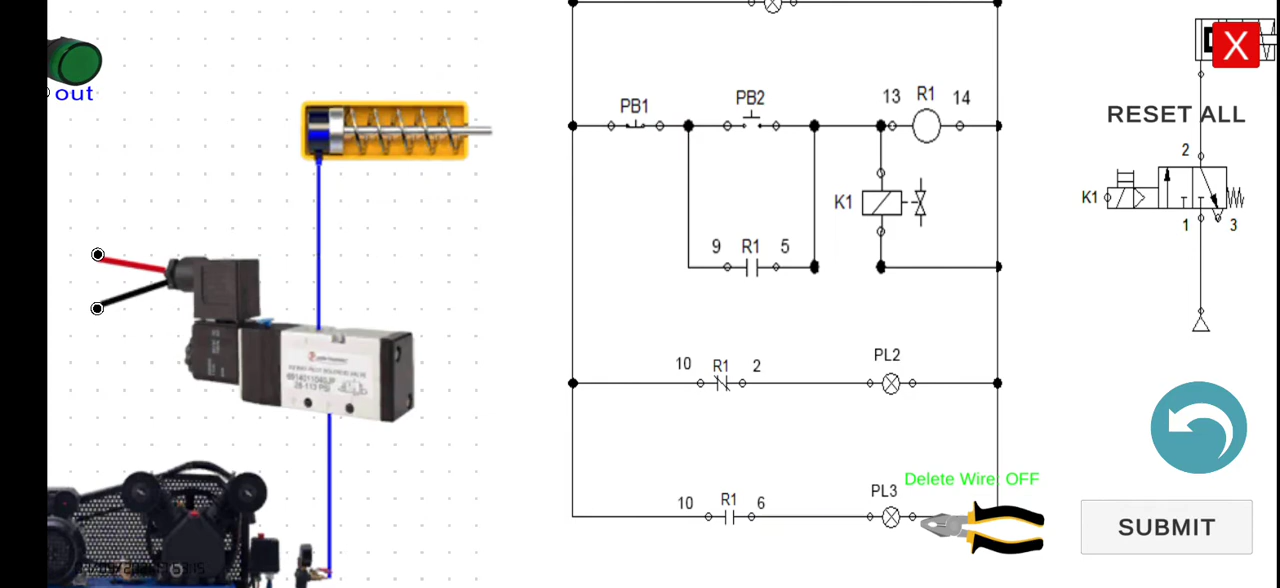 out
PB1
PB2
13
R1
14
K1
9
R1
5
10
R1
2
PL2
10
R1
6
PL3
Delete Wire: OFF
X
RESET ALL
2
K1
1
3
SUBMIT